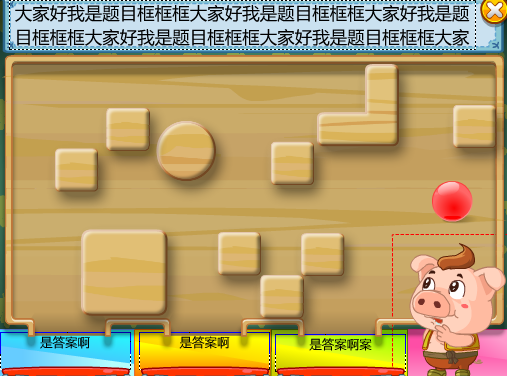 大家好我是题目框框框大家好我是题目框框框大家好我是题
目框框框大家好我是题目框框框大家好我是题目框框框大家
是答案啊
是答案啊
是答案啊案